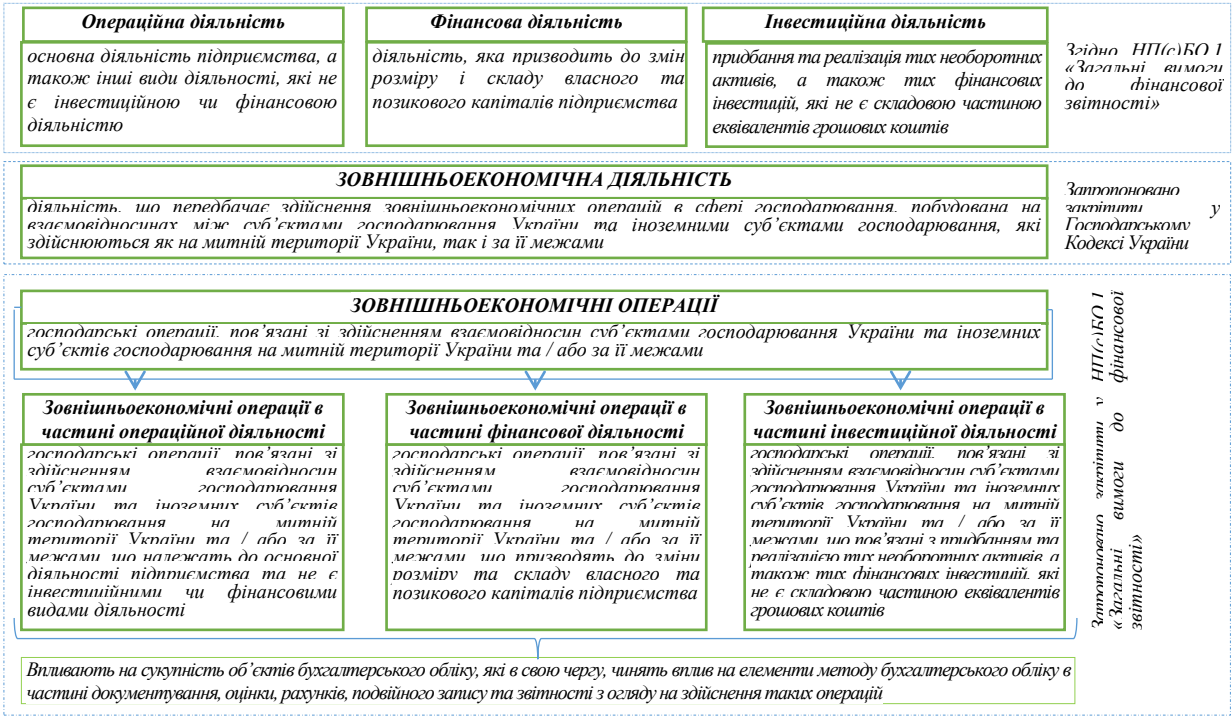 Операційна діяльність
основна діяльність підприємства, а
також інші види діяльності, які не
є інвестиційною чи фінансовою
діяльністю
Фінансова діяльність
діяльність, яка призводить до змін
розміру і складу власного та
позикового капіталів підприємства
Інвестиційна діяльність
придбання та реалізація тих необоротних
активів, а також тих фінансових
інвестицій, які не є складовою частиною
еквівалентів грошових коштів
Згідно НП(с)БО 1
«Загальні вимоги
до фінансової
звітності»
ЗОВНІШНЬОЕКОНОМІЧНА ДІЯЛЬНІСТЬ
діяльність, що передбачає здійснення зовнішньоекономічних операцій в сфері господарювання, побудована на
взаємовідносинах між суб’єктами господарювання України та іноземними суб’єктами господарювання, які
здійснюються як на митній території України, так і за її межами
Запропоновано
закріпити у
Господарському
Кодексі України
ЗОВНІШНЬОЕКОНОМІЧНІ ОПЕРАЦІЇ
господарські операції, пов’язані зі здійсненням взаємовідносин суб’єктами господарювання України та іноземних
суб’єктів господарювання на митній території України та / або за її межами
Зовнішньоекономічні операції в
частині операційної діяльності
господарські операції, пов’язані зі
здійсненням взаємовідносин
суб’єктами господарювання
України та іноземних суб’єктів
господарювання на митній
території України та / або за її
межами, що належать до основної
діяльності підприємства та не є
інвестиційними чи фінансовими
видами діяльності
Зовнішньоекономічні операції в
частині фінансової діяльності
господарські операції, пов’язані зі
здійсненням взаємовідносин
суб’єктами господарювання
України та іноземних суб’єктів
господарювання на митній
території України та / або за її
межами, що призводять до зміни
розміру та складу власного та
позикового капіталів підприємства
Зовнішньоекономічні операції в
частині інвестиційної діяльності
господарські операції, пов’язані зі
здійсненням взаємовідносин суб’єктами
господарювання України та іноземних
суб’єктів господарювання на митній
території України та / або за її
межами, що пов’язані з придбанням та
реалізацією тих необоротних активів, а
також тих фінансових інвестицій, які
не є складовою частиною еквівалентів
грошових коштів
Запропоновано закріпити у НП(с)БО 1
«Загальні вимоги до фінансової
звітності»
Впливають на сукупність об’єктів бухгалтерського обліку, які в свою чергу, чинять вплив на елементи методу бухгалтерського обліку в
частині документування, оцінки, рахунків, подвійного запису та звітності з огляду на здійснення таких операцій